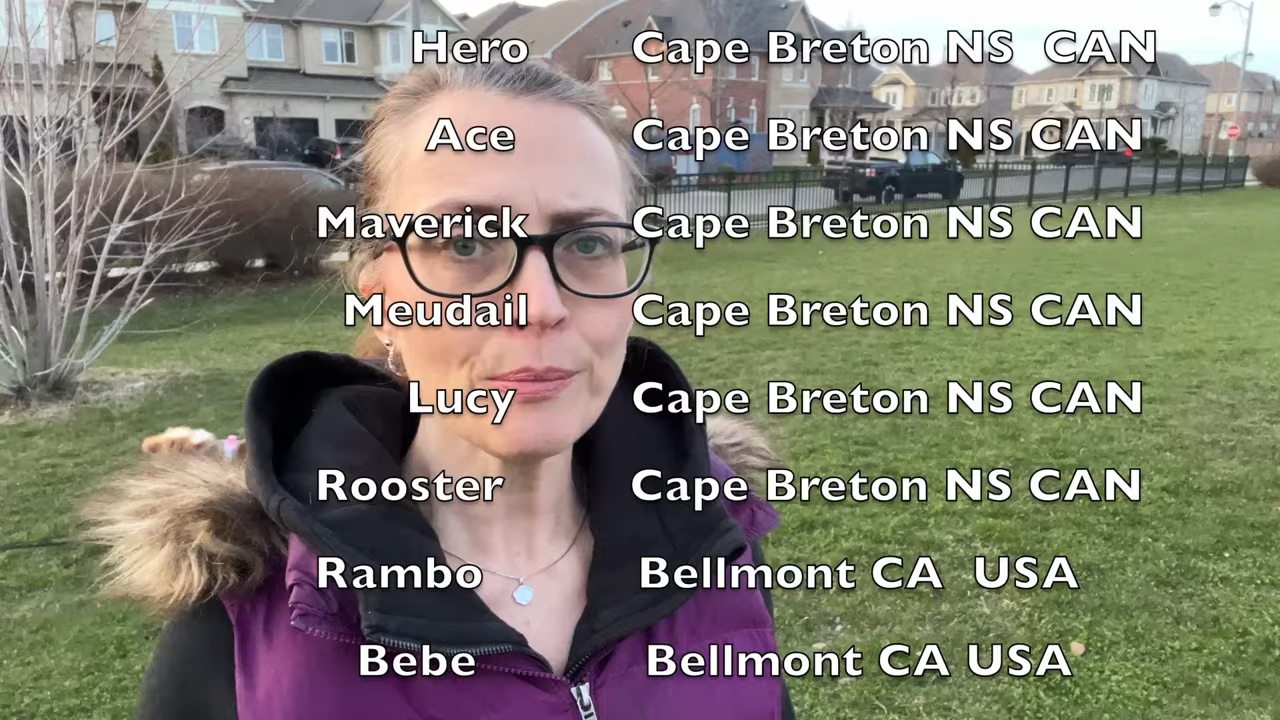 Hero Cape Breton NS CAN
Ace Cape Breton NS CAN
Maverick Cape Breton NS CAN
Meudail Cape Breton NS CAN
Lucy Cape Breton NS CAN
Rooster Cape Breton NS CAN
Rambo Bellmont CA USA
Bebe Bellmont CA USA